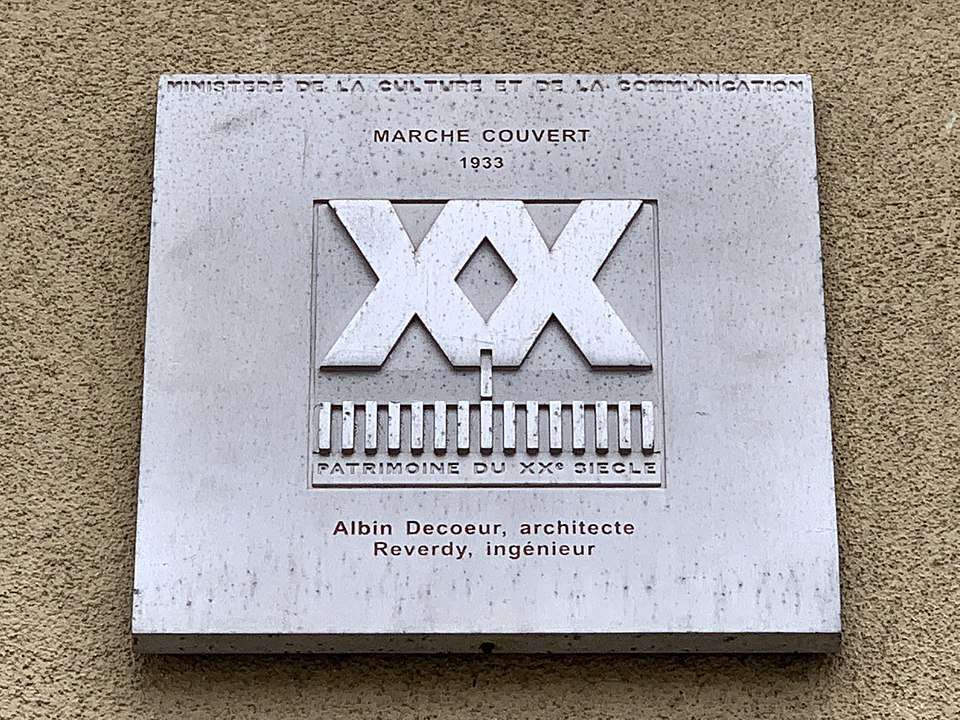 MINISTERE DE LA CULTURE ET DE LA COMMUNICATION
MARCHE COUVERT
1933
XX
PATRIMOINE DU XXe SIECLE
Albin Decoeur, architecte
Reverdy, ingénieur